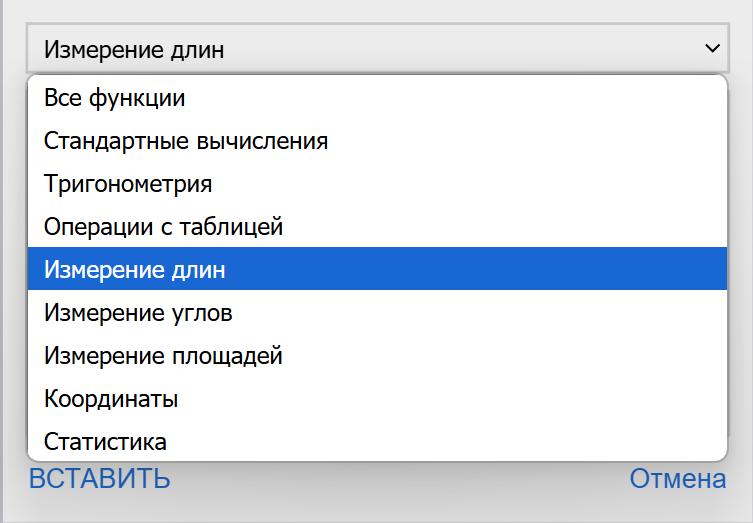 Измерение длин
Все функции
Стандартные вычисления
Тригонометрия
Операции с таблицей
Измерение длин
Измерение углов
Измерение площадей
Координаты
Статистика
ВСТАВИТЬ Отмена